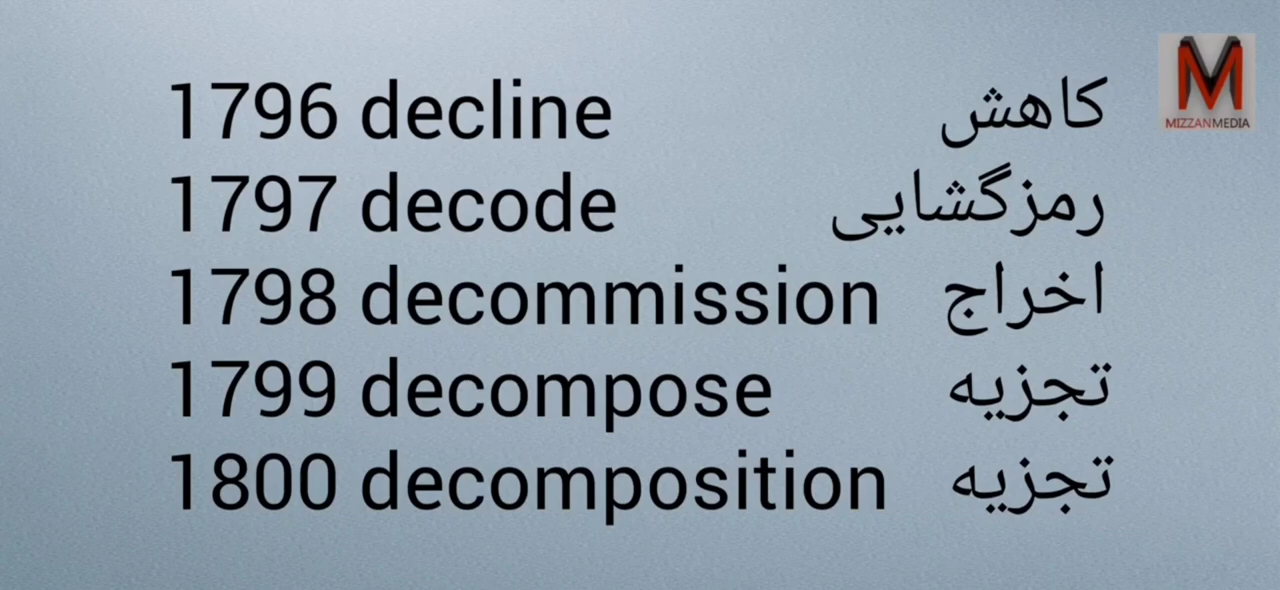 1796 decline کاهش
1797 decode رمزگشایی
1798 decommission اخراج
1799 decompose تجزیه
1800 decomposition تجزیه
MIZZANMEDIA